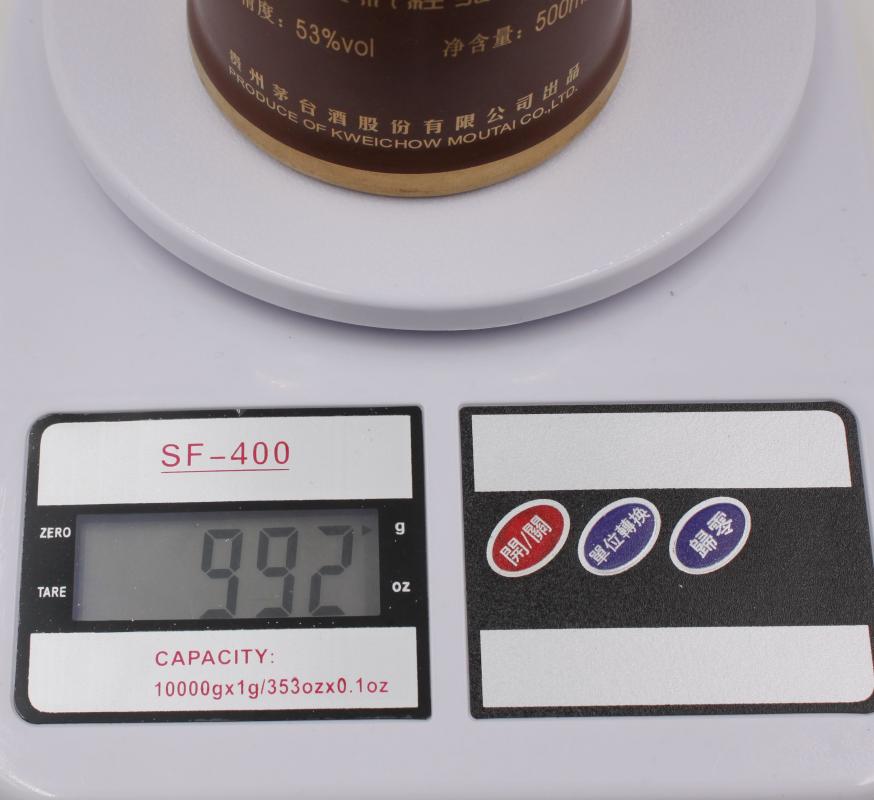 酒度：53%vol
净含量：500ml
贵州茅台酒股份有限公司出品
PRODUCE OF KWEICHOW MOUTAI CO.,LTD.
SF-400
ZERO
992
g
TARE
oz
CAPACITY:
10000gx1g/353ozx0.1oz
開/關
單位轉換
歸零